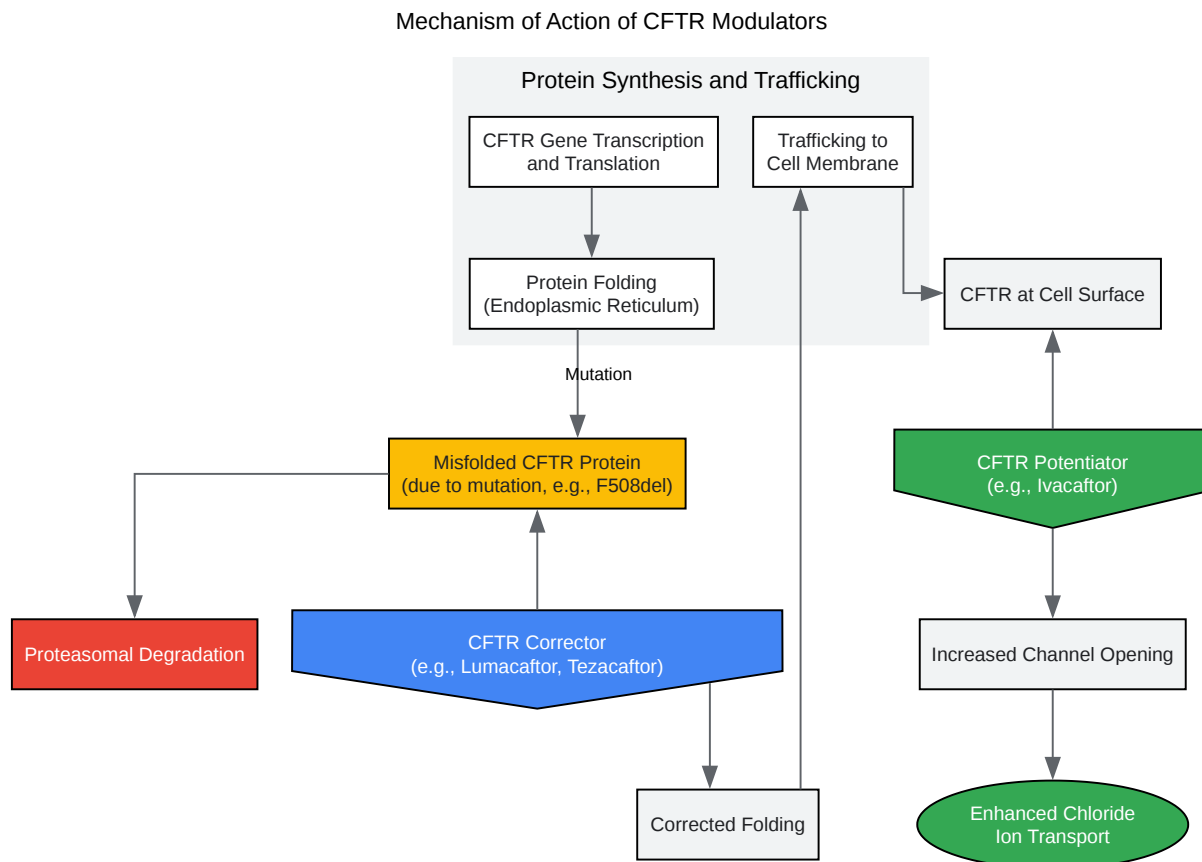 Mechanism of Action of CFTR Modulators
Protein Synthesis and Trafficking
CFTR Gene Transcription
and Translation
Trafficking to
Cell Membrane
Protein Folding
(Endoplasmic Reticulum)
CFTR at Cell Surface
Mutation
Misfolded CFTR Protein
(due to mutation, e.g., F508del)
CFTR Potentiator
(e.g., Ivacaftor)
Proteasomal Degradation
CFTR Corrector
(e.g., Lumacaftor, Tezacaftor)
Increased Channel Opening
Corrected Folding
Enhanced Chloride
Ion Transport